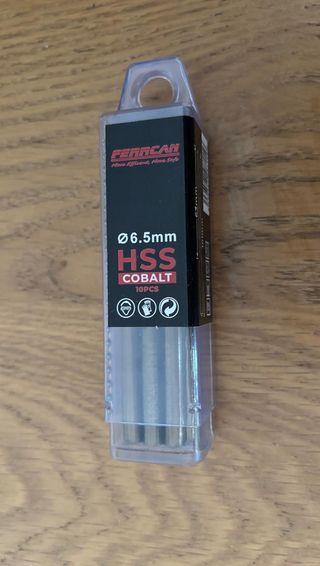 FERRCAN
More Efficient, More Safe
Ø6.5mm
HSS
COBALT
10PCS